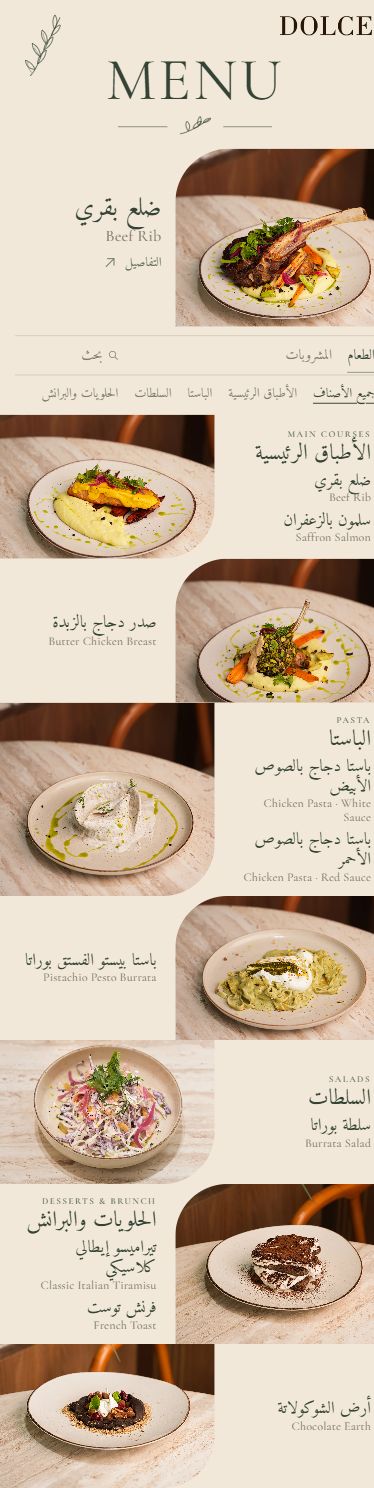 DOLCE
MENU
ضلع بقري
Beef Rib
التفاصيل
الطعام
المشروبات
بحث
جميع الأصناف
الأطباق الرئيسية
الباستا
السلطات
الحلويات والبرانش
MAIN COURSES
الأطباق الرئيسية
ضلع بقري
Beef Rib
سلمون بالزعفران
Saffron Salmon
صدر دجاج بالزبدة
Butter Chicken Breast
PASTA
الباستا
باستا دجاج بالصوص
الأبيض
Chicken Pasta · White
Sauce
باستا دجاج بالصوص
الأحمر
Chicken Pasta · Red Sauce
باستا بيستو الفستق بوراتا
Pistachio Pesto Burrata
SALADS
السلطات
سلطة بوراتا
Burrata Salad
DESSERTS & BRUNCH
الحلويات والبرانش
تيراميسو إيطالي
كلاسيكي
Classic Italian Tiramisu
فرنش توست
French Toast
أرض الشوكولاتة
Chocolate Earth